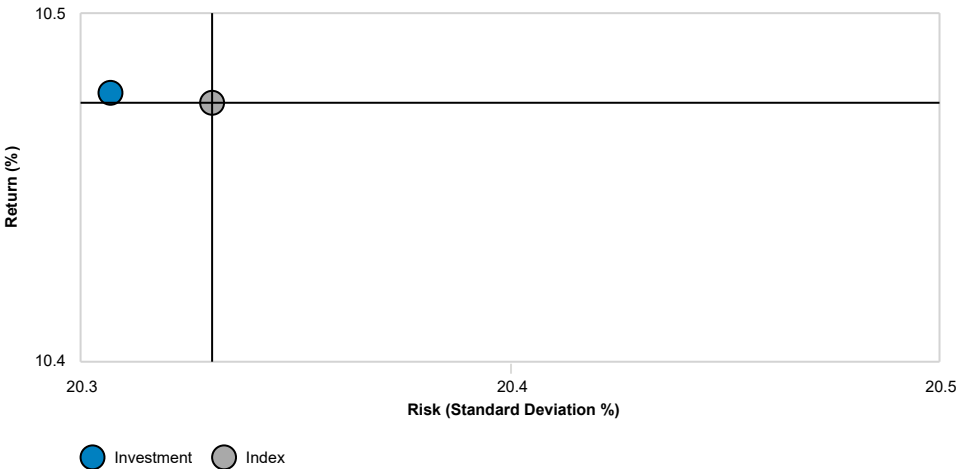 10.5
Return (%)
10.4
20.3
20.4
20.5
Risk (Standard Deviation %)
Investment
Index